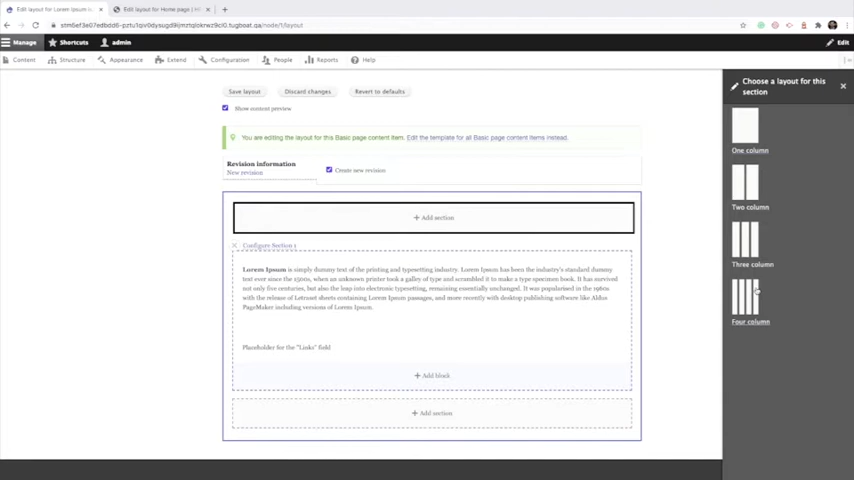 Edit layout for Lorem Ipsum is
Edit layout for Home page | M
Manage
Shortcuts
admin
Edit
Content
Structure
Appearance
Extend
Configuration
People
Reports
Help
Save layout
Discard changes
Revert to defaults
Show content preview
You are editing the layout for this Basic page content item. Edit the template for all Basic page content items instead.
Revision information
New revision
Create new revision
+ Add section
Configure Section 1
Lorem Ipsum is simply dummy text of the printing and typesetting industry. Lorem Ipsum has been the industry's standard dummy
text ever since the 1500s, when an unknown printer took a galley of type and scrambled it to make a type specimen book. It has survived
not only five centuries, but also the leap into electronic typesetting, remaining essentially unchanged. It was popularised in the 1960s
with the release of Letraset sheets containing Lorem Ipsum passages, and more recently with desktop publishing software like Aldus
PageMaker including versions of Lorem Ipsum.
Placeholder for the "Links" field
+ Add block
+ Add section
Choose a layout for this
section
One column
Two column
Three column
Four column